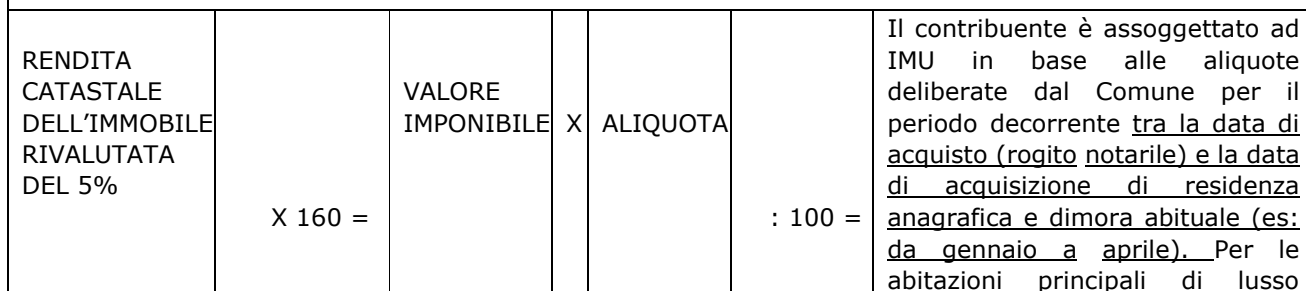 RENDITA
CATASTALE
DELL'IMMOBILE
RIVALUTATA
DEL 5%
X 160 =
VALORE
IMPONIBILE
X
ALIQUOTA
: 100 =
Il contribuente è assoggettato ad
IMU in base alle aliquote
deliberate dal Comune per il
periodo decorrente tra la data di
acquisto (rogito notarile) e la data
di acquisizione di residenza
anagrafica e dimora abituale (es:
da gennaio a aprile). Per le
abitazioni principali di lusso